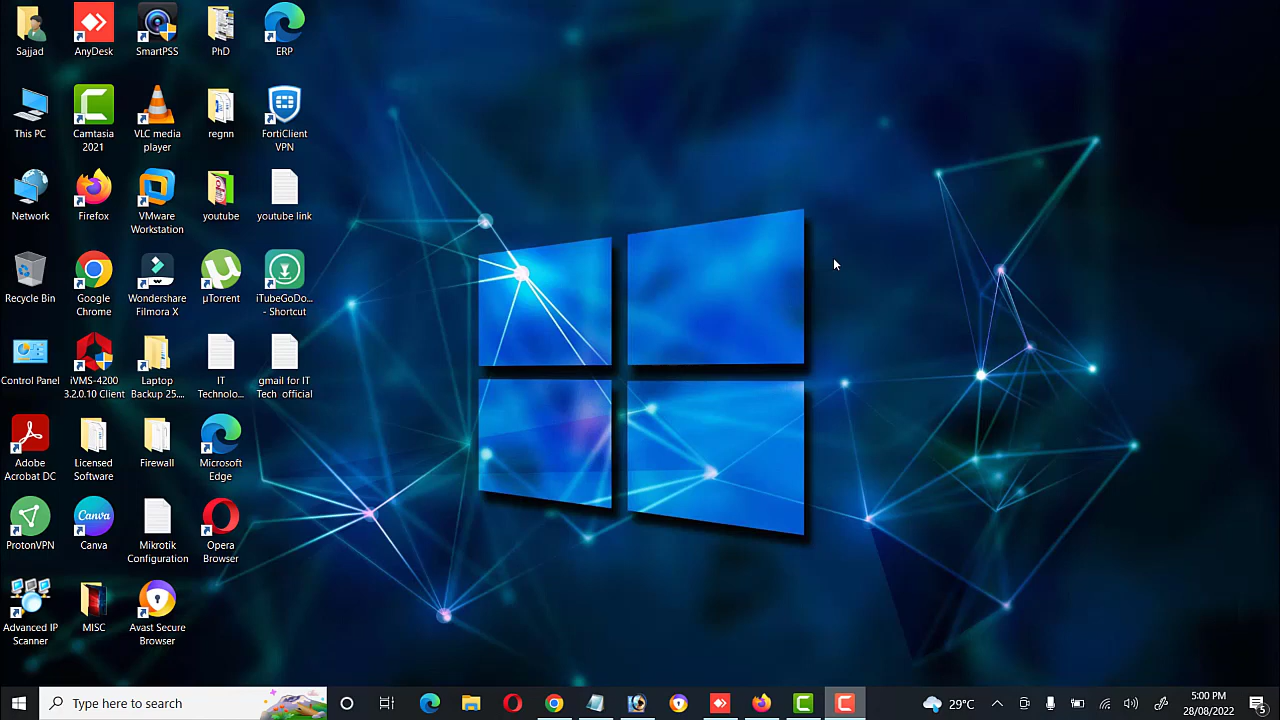 Sajjad
AnyDesk
SmartPSS
PhD
ERP
This PC
Camtasia
2021
VLC media
player
regnn
FortiClient
VPN
Network
Firefox
VMware
Workstation
youtube
youtube link
Recycle Bin
Google
Chrome
Wondershare
Filmora X
µTorrent
iTubeGoDo...
- Shortcut
Control Panel
iVMS-4200
3.2.0.10 Client
Laptop
Backup 25....
IT
Technolo...
gmail for IT
Tech official
Adobe
Acrobat DC
Licensed
Software
Firewall
Microsoft
Edge
ProtonVPN
Canva
Canva
Mikrotik
Configuration
Opera
Browser
Advanced IP
Scanner
MISC
Avast Secure
Browser
Type here to search
29°C
5:00 PM
28/08/2022
5